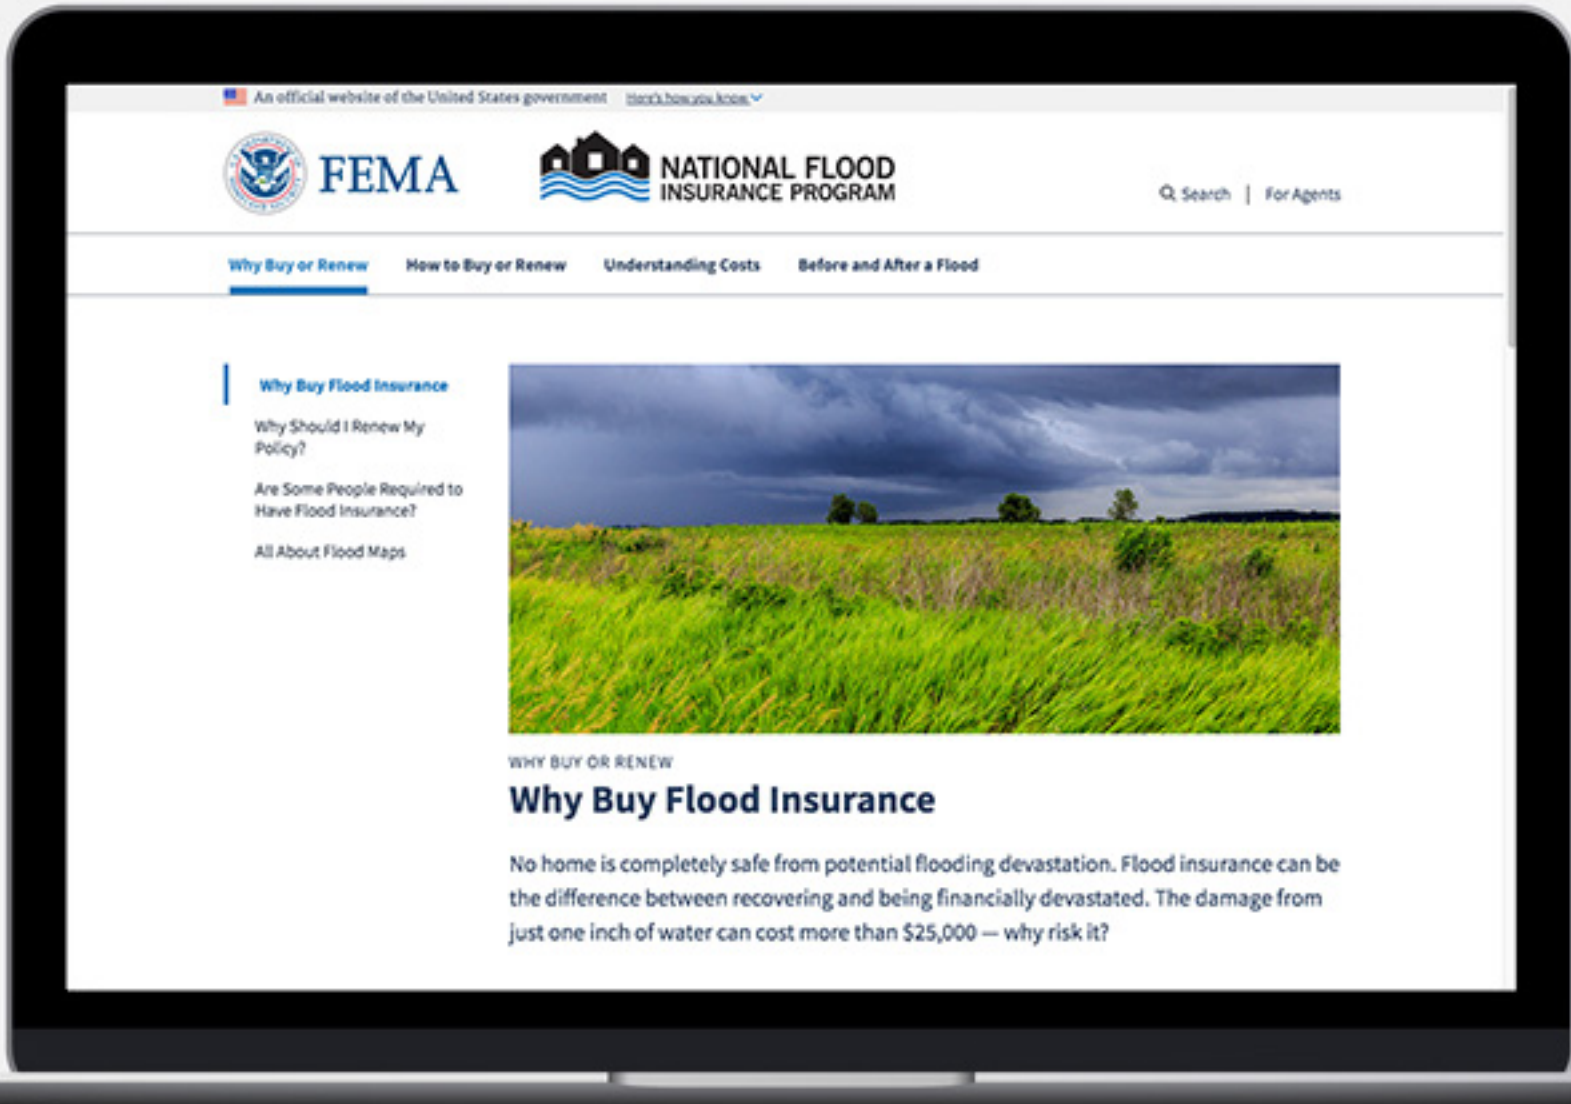 An official website of the United States government Here's how you know
FEMA
NATIONAL FLOOD
INSURANCE PROGRAM
Search | For Agents
Why Buy or Renew How to Buy or Renew Understanding Costs Before and After a Flood
Why Buy Flood Insurance
Why Should I Renew My
Policy?
Are Some People Required to
Have Flood Insurance?
All About Flood Maps
WHY BUY OR RENEW
Why Buy Flood Insurance
No home is completely safe from potential flooding devastation. Flood insurance can be
the difference between recovering and being financially devastated. The damage from
just one inch of water can cost more than $25,000 — why risk it?